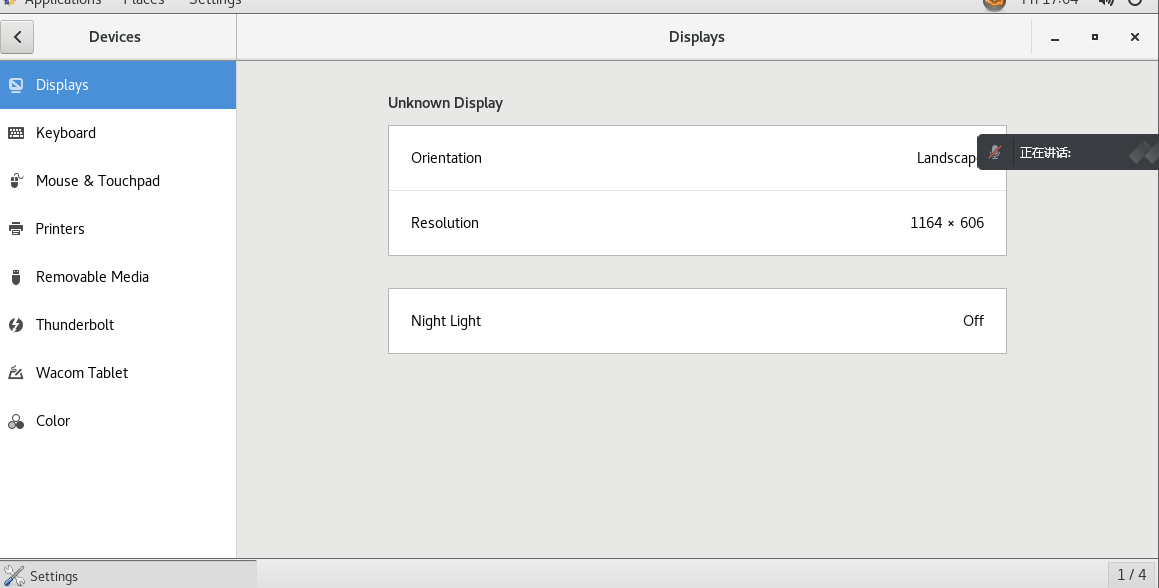 Applications Places Settings Fri 17:04
Devices
Displays
Displays
Keyboard
Mouse & Touchpad
Printers
Removable Media
Thunderbolt
Wacom Tablet
Color
Unknown Display
Orientation Landscap
正在讲话:
Resolution 1164 × 606
Night Light Off
Settings
1 / 4